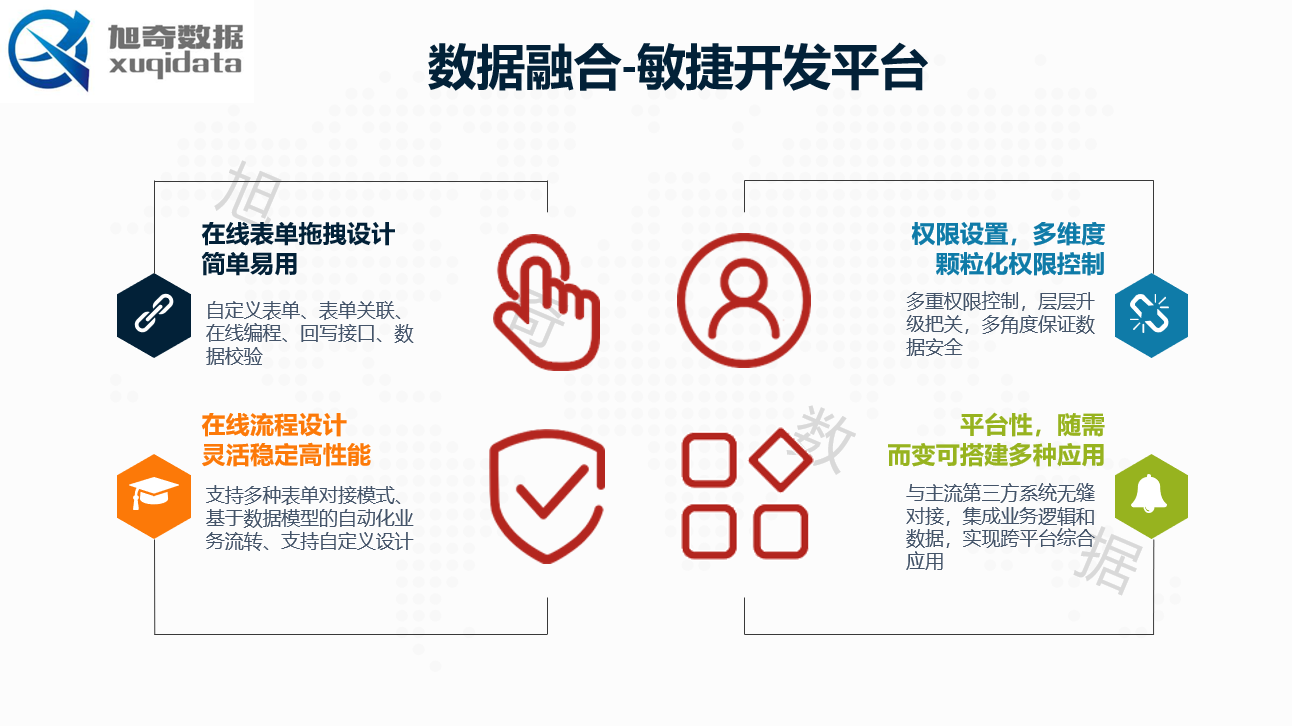 旭奇数据
xuqidata
数据融合-敏捷开发平台
在线表单拖拽设计
简单易用
自定义表单、表单关联、
在线编程、回写接口、数
据校验
权限设置，多维度
颗粒化权限控制
多重权限控制，层层升
级把关，多角度保证数
据安全
在线流程设计
灵活稳定高性能
支持多种表单对接模式、
基于数据模型的自动化业
务流转、支持自定义设计
平台性，随需
而变可搭建多种应用
与主流第三方系统无缝
对接，集成业务逻辑和
数据，实现跨平台综合
应用
旭
奇
数
据